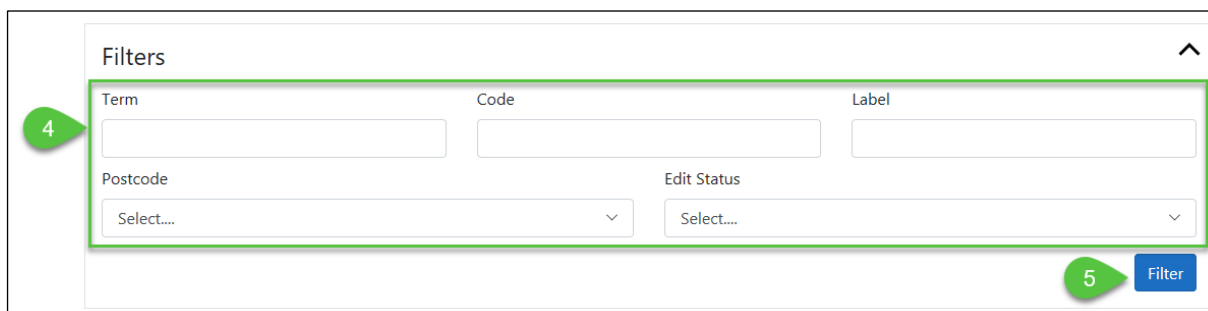 Filters
Term Code Label
4
Postcode Edit Status
Select.... Select....
5 Filter